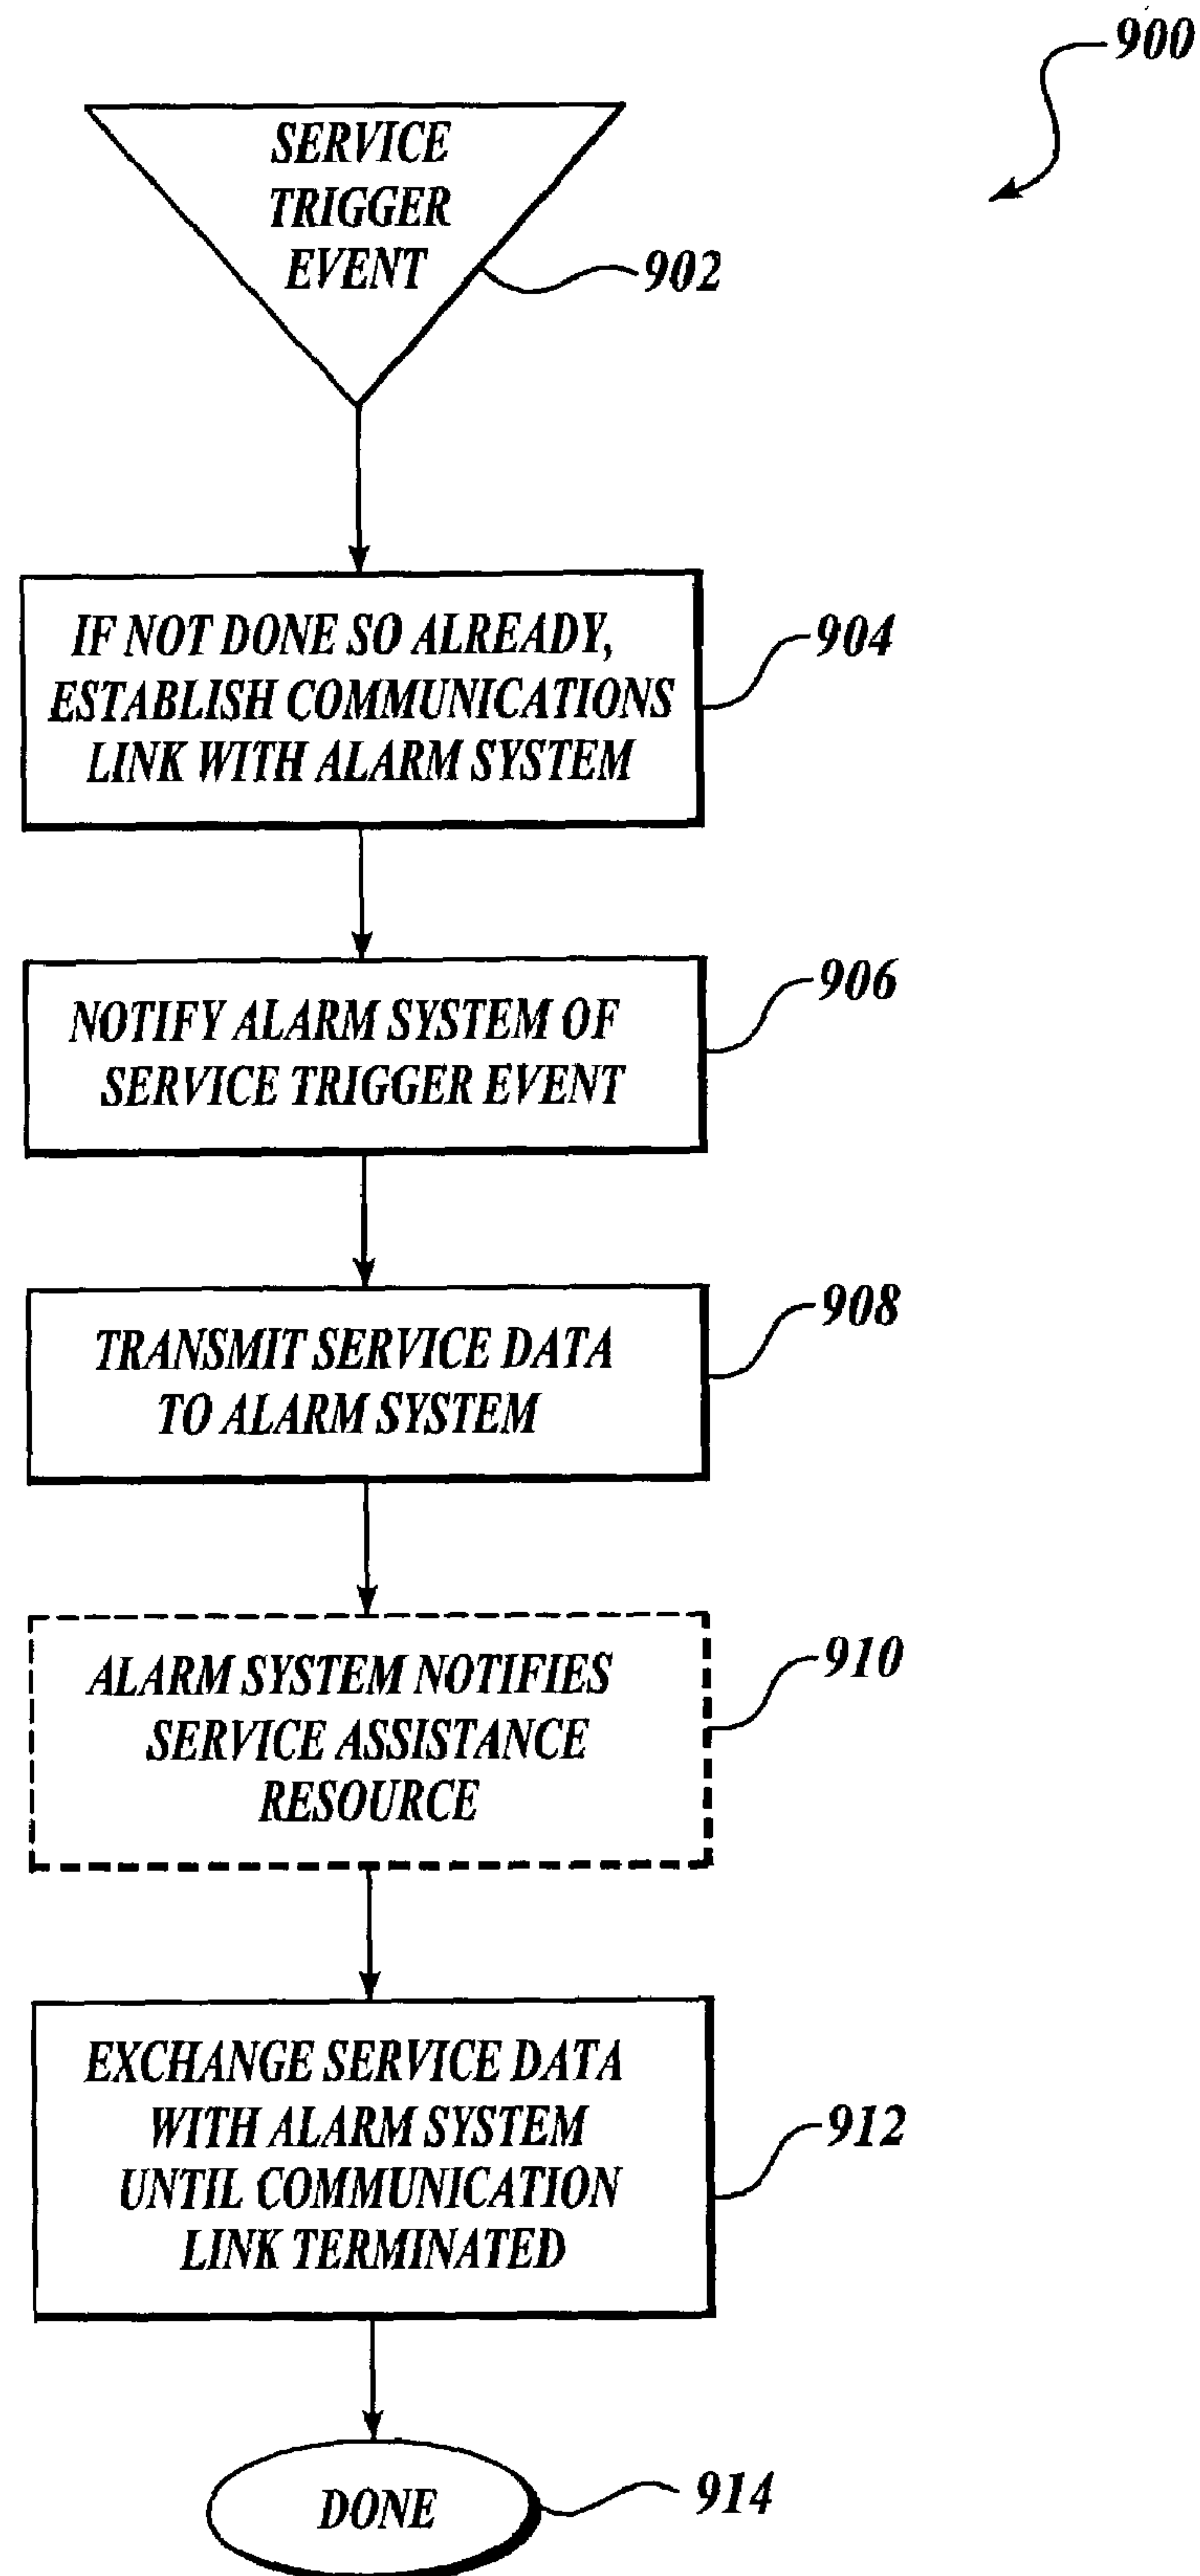 900
SERVICE
TRIGGER
EVENT
902
IF NOT DONE SO ALREADY,
ESTABLISH COMMUNICATIONS
LINK WITH ALARM SYSTEM
904
NOTIFY ALARM SYSTEM OF
SERVICE TRIGGER EVENT
906
TRANSMIT SERVICE DATA
TO ALARM SYSTEM
908
ALARM SYSTEM NOTIFIES
SERVICE ASSISTANCE
RESOURCE
910
EXCHANGE SERVICE DATA
WITH ALARM SYSTEM
UNTIL COMMUNICATION
LINK TERMINATED
912
DONE
914